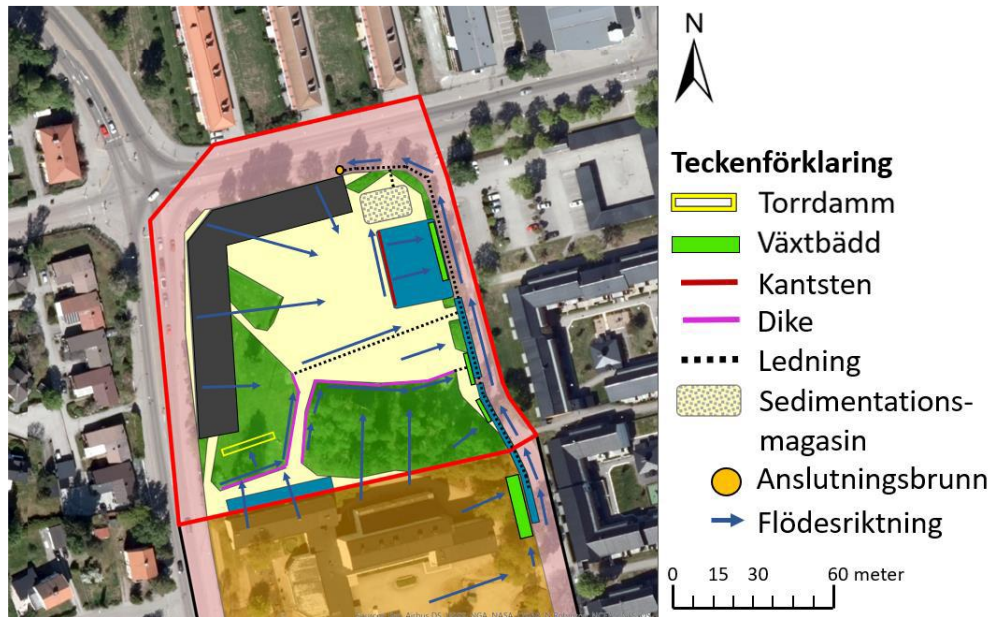 N
Teckenförklaring
Torrdamm
Växtbädd
Kantsten
Dike
Ledning
Sedimentations-
magasin
Anslutningsbrunn
Flödesriktning
0 15 30 60 meter